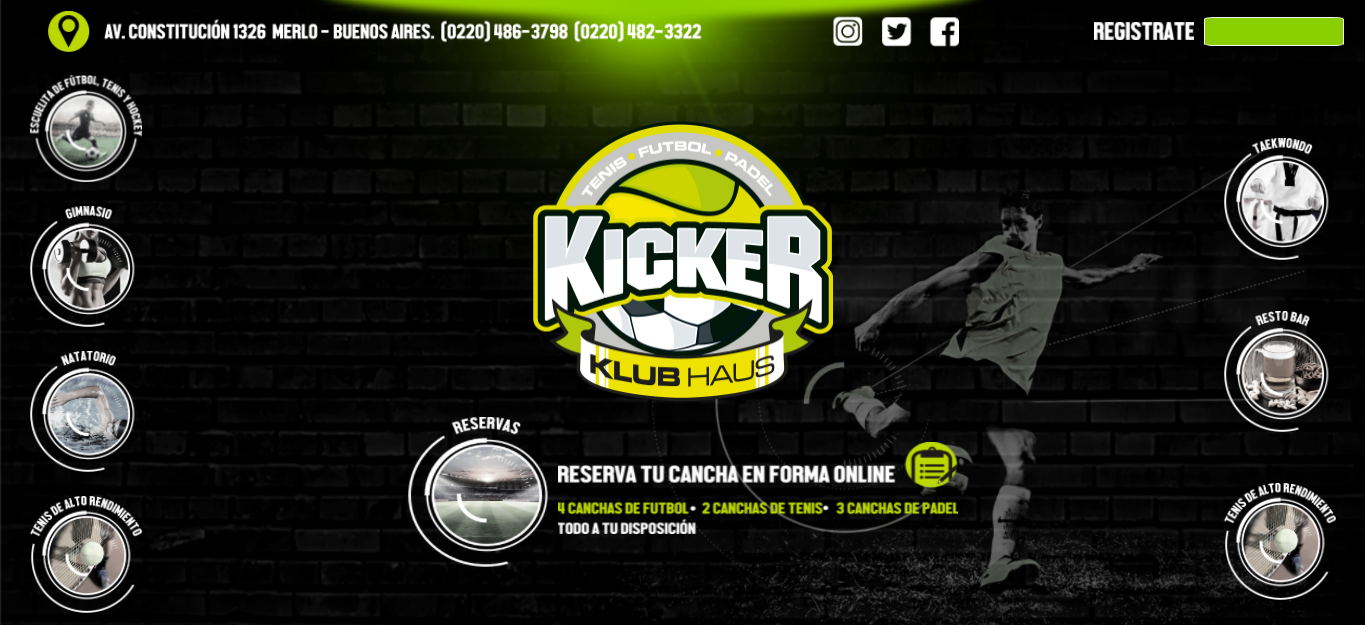 AV. CONSTITUCIÓN 1326 MERLO - BUENOS AIRES. (0220) 486-3798 (0220) 482-3322
REGISTRATE
ESCUELITA DE FÚTBOL, TENIS Y HOCKEY
GIMNASIO
NATATORIO
TENIS DE ALTO RENDIMIENTO
TENIS • FUTBOL • PADEL
KICKER
KLUB HAUS
RESERVAS
RESERVA TU CANCHA EN FORMA ONLINE
4 CANCHAS DE FUTBOL • 2 CANCHAS DE TENIS • 3 CANCHAS DE PADEL
TODO A TU DISPOSICIÓN
TAEKWONDO
RESTO BAR
TENIS DE ALTO RENDIMIENTO